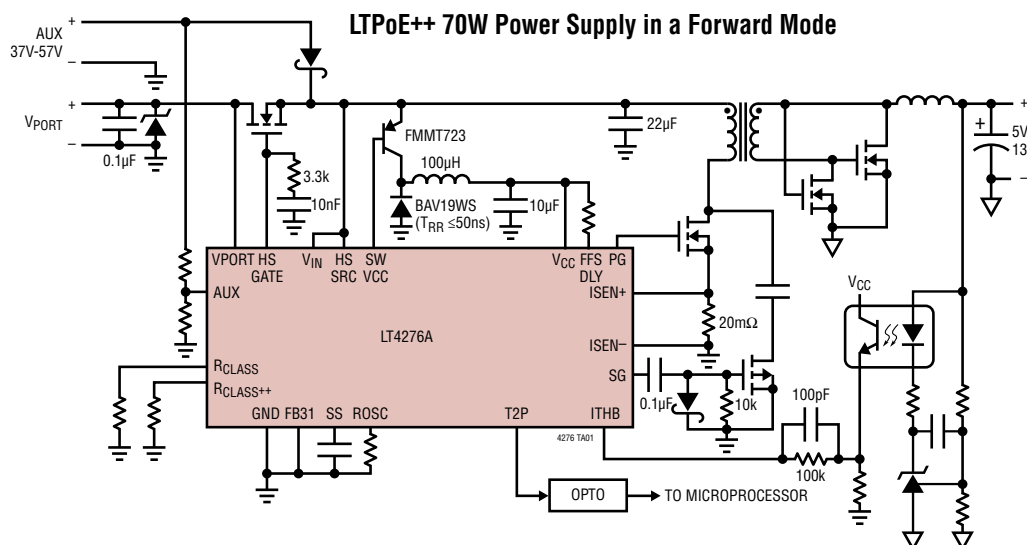 LTPoE++ 70W Power Supply in a Forward Mode
AUX
37V-57V
+
–
+
VPORT
–
0.1µF
3.3k
10nF
FMMT723
100µH
BAV19WS
(TRR ≤50ns)
10µF
22µF
+
+
5V
13
–
VPORT
HS
GATE
VIN
HS
SRC
SW
VCC
VCC
FFS
DLY
PG
AUX
ISEN+
LT4276A
20mΩ
ISEN–
RCLASS
RCLASS++
SG
0.1µF
10k
GND
FB31
SS
ROSC
T2P
ITHB
4276 TA01
VCC
100pF
100k
OPTO
TO MICROPROCESSOR